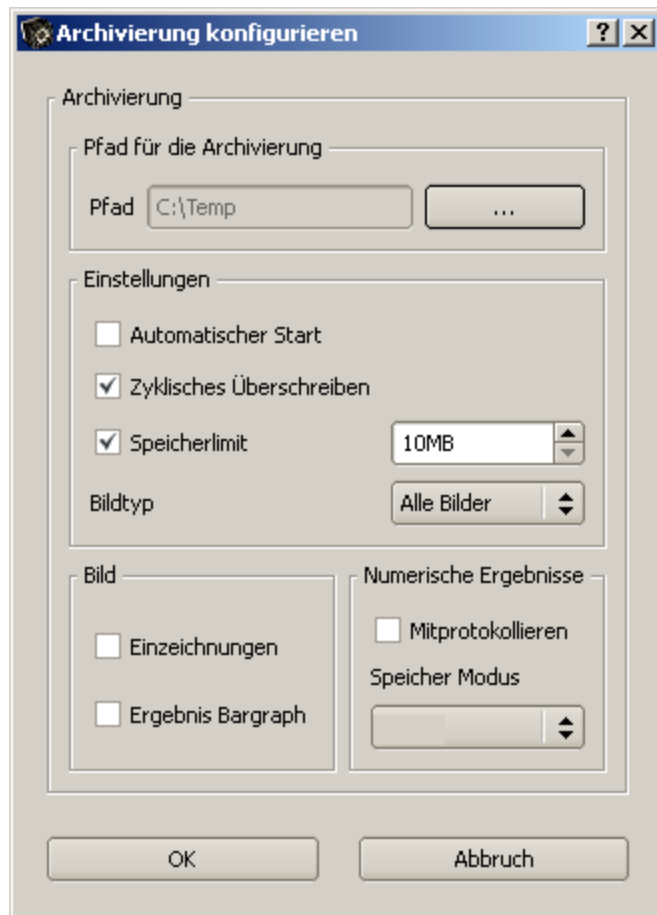 Archivierung konfigurieren
Archivierung
Pfad für die Archivierung
Pfad C:\Temp ...
Einstellungen
Automatischer Start
Zyklisches Überschreiben
Speicherlimit 10MB
Bildtyp Alle Bilder
Bild
Einzeichnungen
Ergebnis Bargraph
Numerische Ergebnisse
Mitprotokollieren
Speicher Modus
OK Abbruch